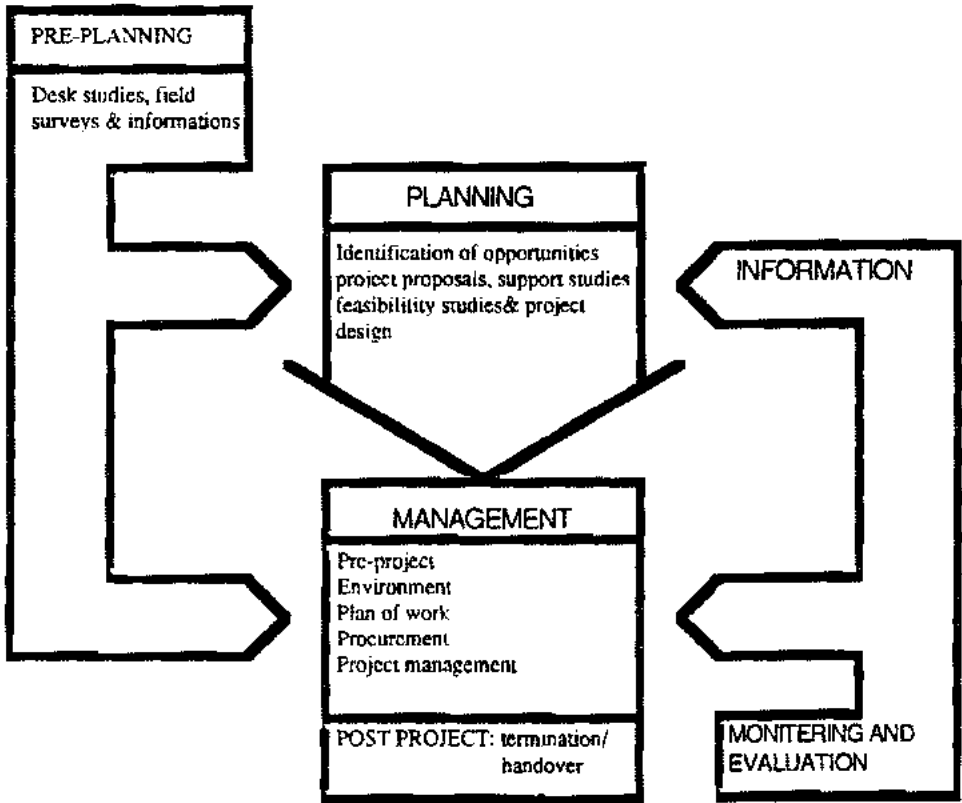 PRE-PLANNING
Desk studies, field
surveys & informations
PLANNING
Identification of opportunities
project proposals, support studies
feasibility studies& project
design
INFORMATION
MANAGEMENT
Pre-project
Environment
Plan of work
Procurement
Project management
POST PROJECT: termination/
handover
MONITERING AND
EVALUATION